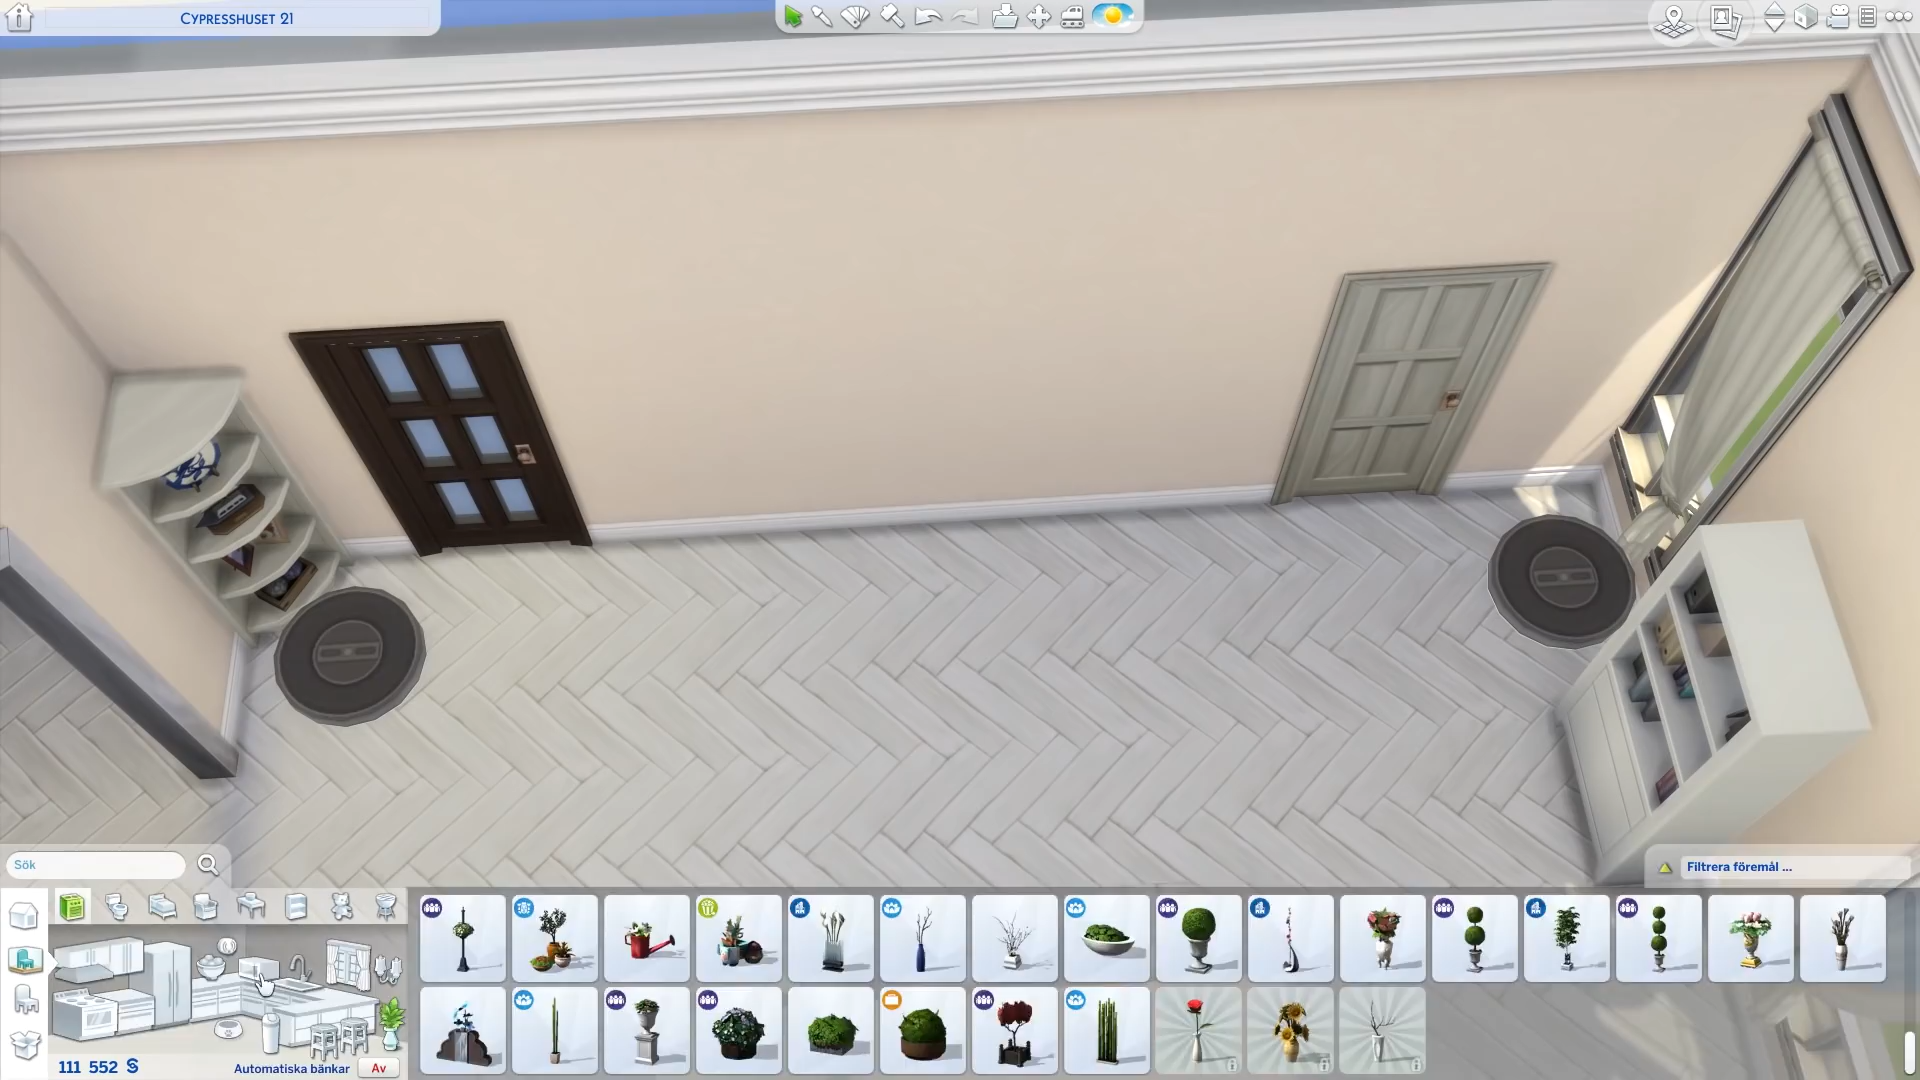 Cypresshuset 21
Sök
Filtrera föremål ...
111 552 §
Automatiska bänkar
Av